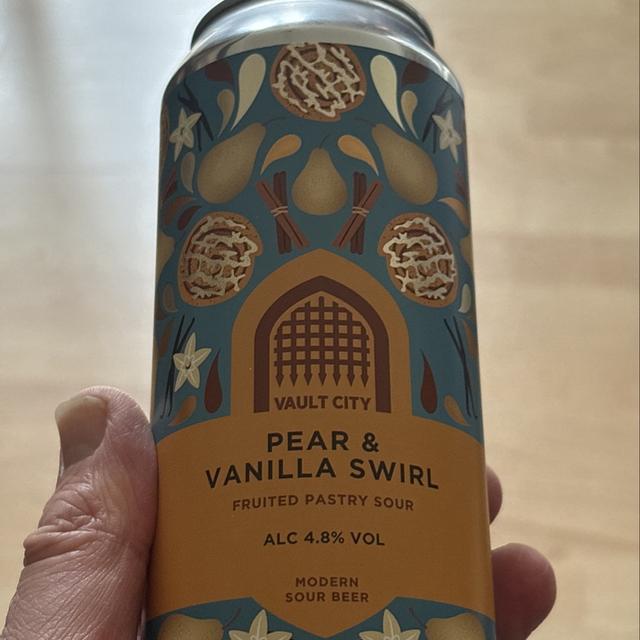 VAULT CITY
PEAR &
VANILLA SWIRL
FRUITED PASTRY SOUR
ALC 4.8% VOL
MODERN
SOUR BEER